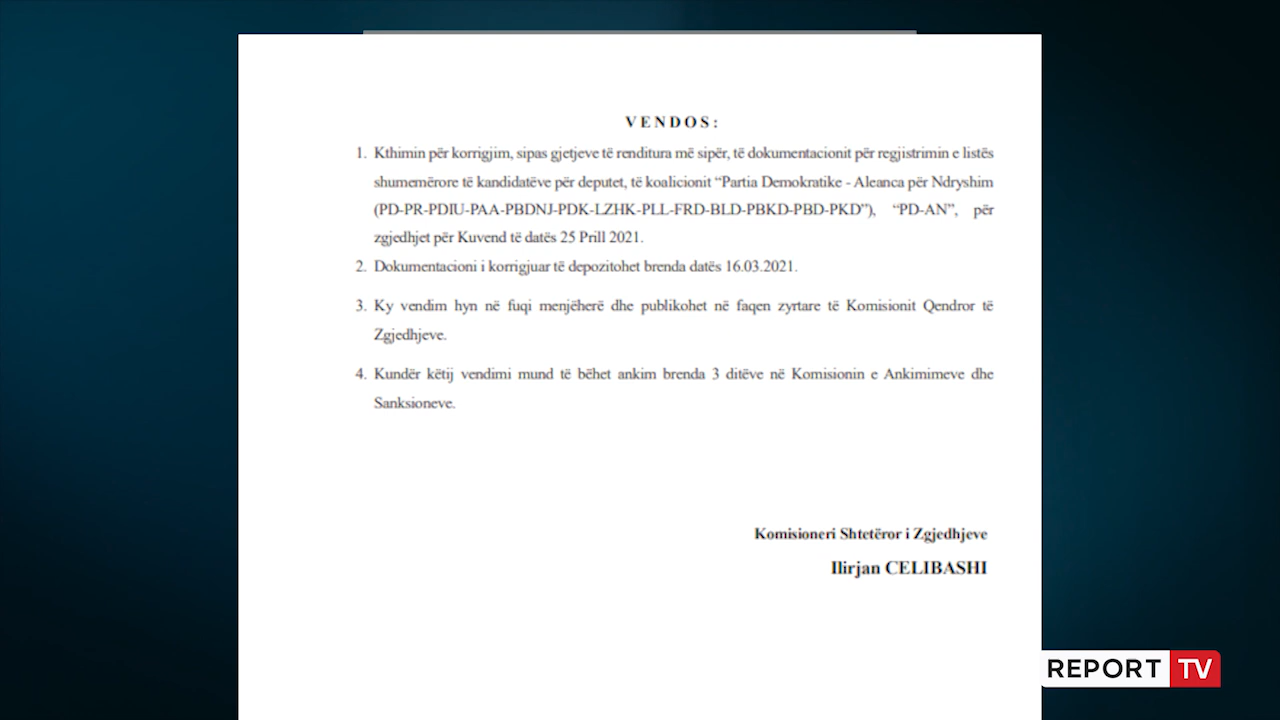 VENDOS:
1. Kthimin për korrigjim, sipas gjetjeve të renditura më sipër, të dokumentacionit për regjistrimin e listës
shumemërore të kandidatëve për deputet, të koalicionit “Partia Demokratike - Aleanca për Ndryshim
(PD-PR-PDIU-PAA-PBDNJ-PDK-LZHK-PLL-FRD-BLD-PBKD-PBD-PKD”), “PD-AN”, për
zgjedhjet për Kuvend të datës 25 Prill 2021.
2. Dokumentacioni i korrigjuar të depozitohet brenda datës 16.03.2021.
3. Ky vendim hyn në fuqi menjëherë dhe publikohet në faqen zyrtare të Komisionit Qendror të
Zgjedhjeve.
4. Kundër këtij vendimi mund të bëhet ankim brenda 3 ditëve në Komisionin e Ankimimeve dhe
Sanksioneve.
Komisioneri Shtetëror i Zgjedhjeve
Ilirjan CELIBASHI
REPORT TV